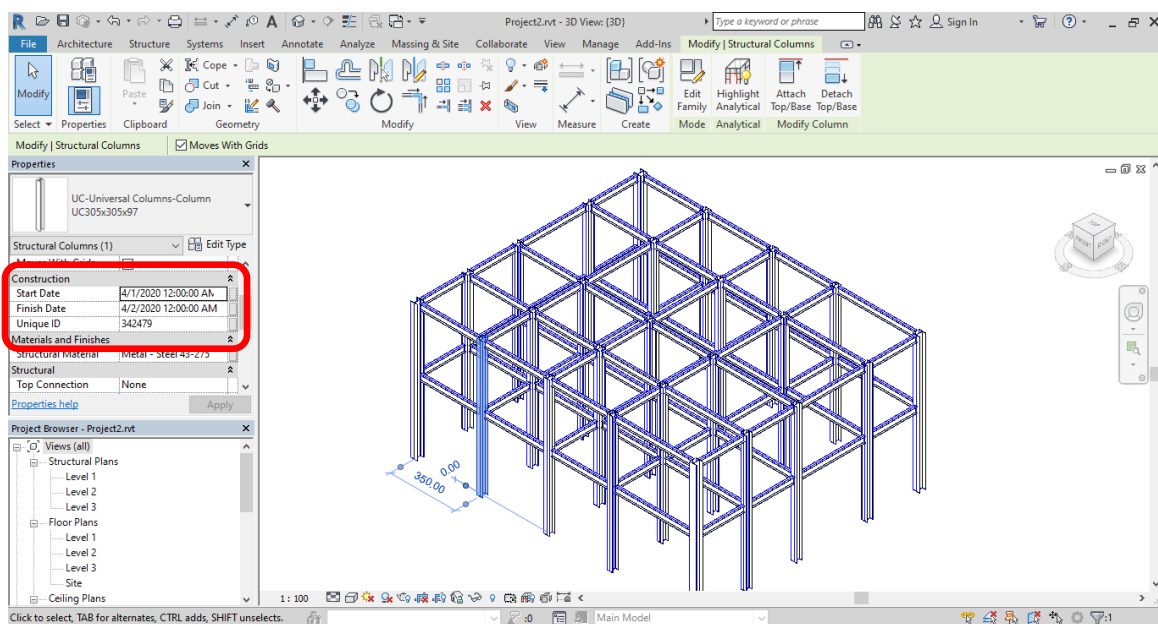 Project2.rvt - 3D View: {3D}
Type a keyword or phrase
Sign In
File Architecture Structure Systems Insert Annotate Analyze Massing & Site Collaborate View Manage Add-Ins Modify | Structural Columns
Modify
Paste
Cope
Cut
Join
Edit Family
Highlight Analytical
Attach Top/Base
Detach Top/Base
Select Properties Clipboard Geometry Modify View Measure Create Mode Analytical Modify Column
Modify | Structural Columns Moves With Grids
Properties
UC-Universal Columns-Column
UC305x305x97
Structural Columns (1) Edit Type
Moves With Grids
Construction
Start Date 4/1/2020 12:00:00 AM
Finish Date 4/2/2020 12:00:00 AM
Unique ID 342479
Materials and Finishes
Structural Material Metal - Steel 43-275
Structural
Top Connection None
Properties help Apply
Project Browser - Project2.rvt
Views (all)
Structural Plans
Level 1
Level 2
Level 3
Floor Plans
Level 1
Level 2
Level 3
Site
Ceiling Plans
TOP
FRONT
350.00
0.00
1 : 100
Click to select, TAB for alternates, CTRL adds, SHIFT unselects.
:0 Main Model :1